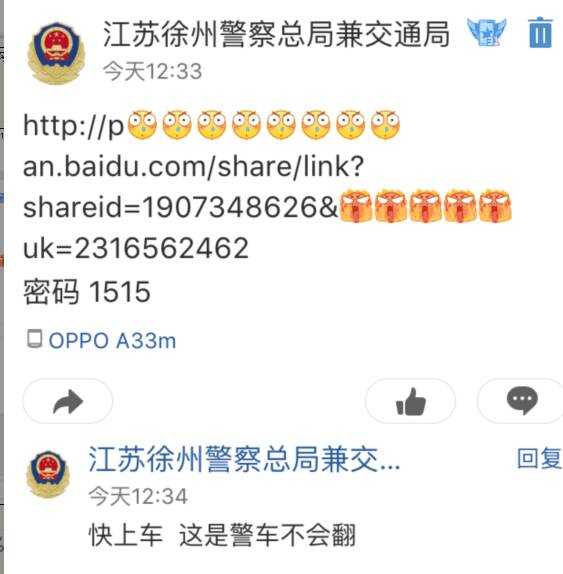 江苏徐州警察总局兼交通局
今天12:33
http://p
an.baidu.com/share/link?
shareid=1907348626&
uk=2316562462
密码 1515
OPPO A33m
江苏徐州警察总局兼交...
回复
今天12:34
快上车 这是警车不会翻